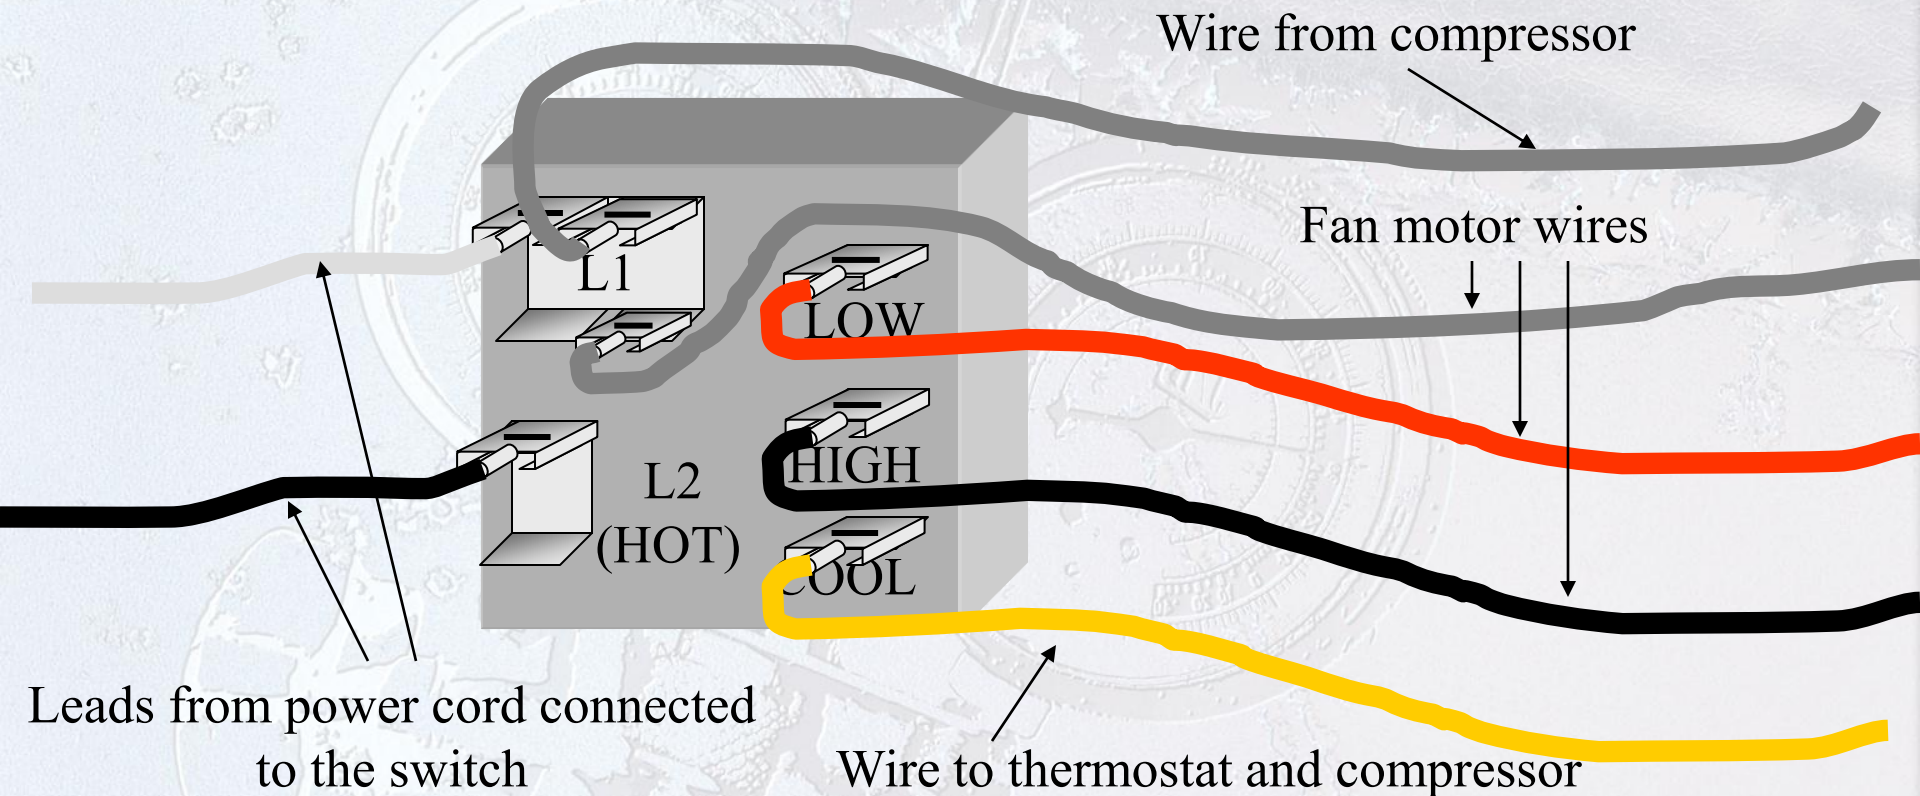 Wire from compressor
Fan motor wires
L1
LOW
HIGH
L2
(HOT)
COOL
Leads from power cord connected
to the switch
Wire to thermostat and compressor